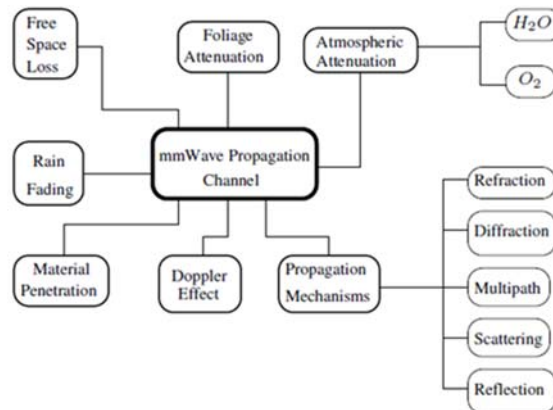 Free
Space
Loss
Foliage
Attenuation
Atmospheric
Attenuation
H₂O
O₂
Rain
Fading
mmWave Propagation
Channel
Material
Penetration
Doppler
Effect
Propagation
Mechanisms
Refraction
Diffraction
Multipath
Scattering
Reflection